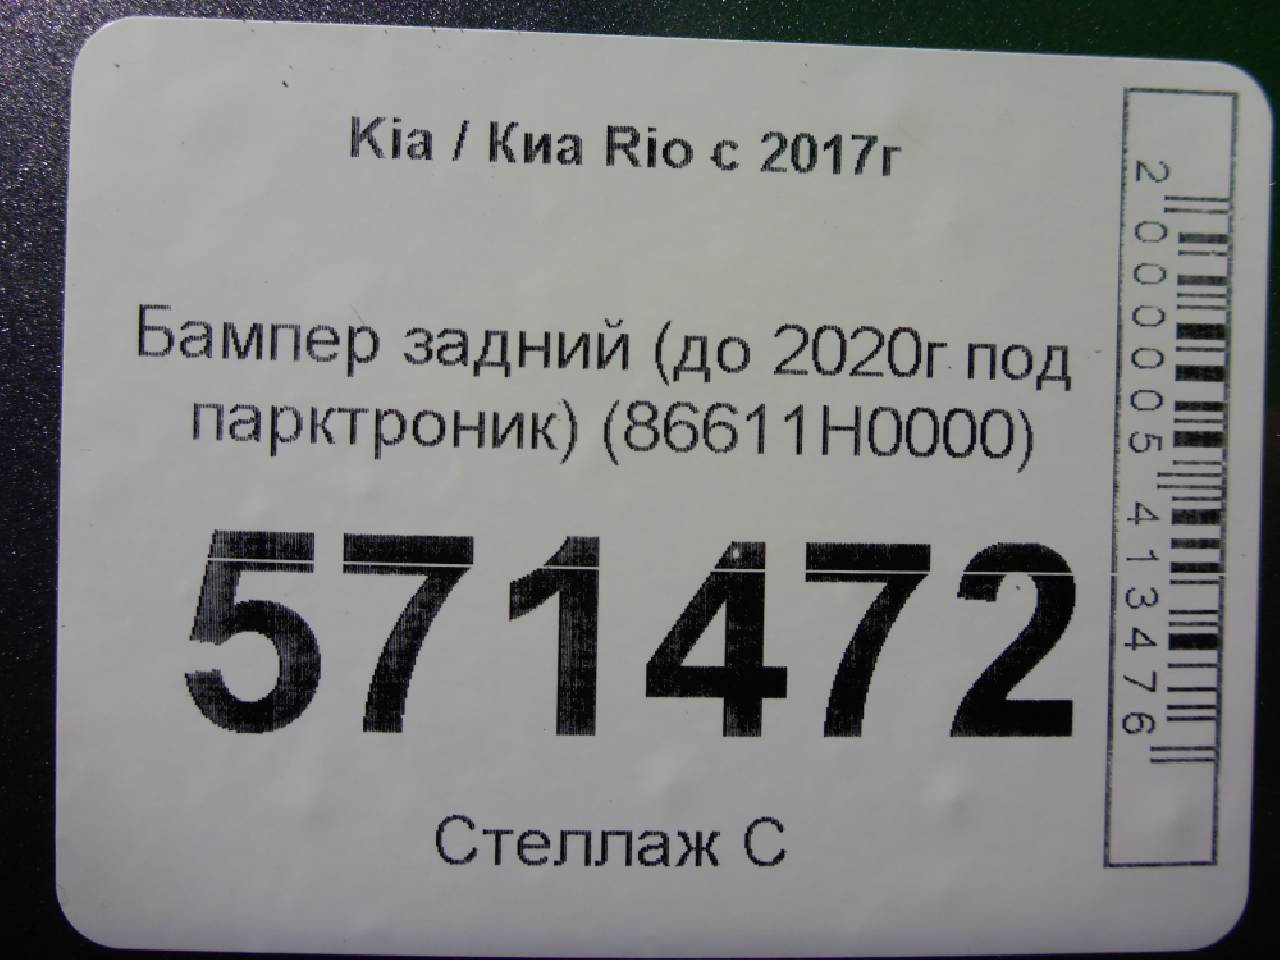 Kia / Киа Rio с 2017г
Бампер задний (до 2020г под
парктроник) (86611H0000)
571472
Стеллаж С
2000005413476